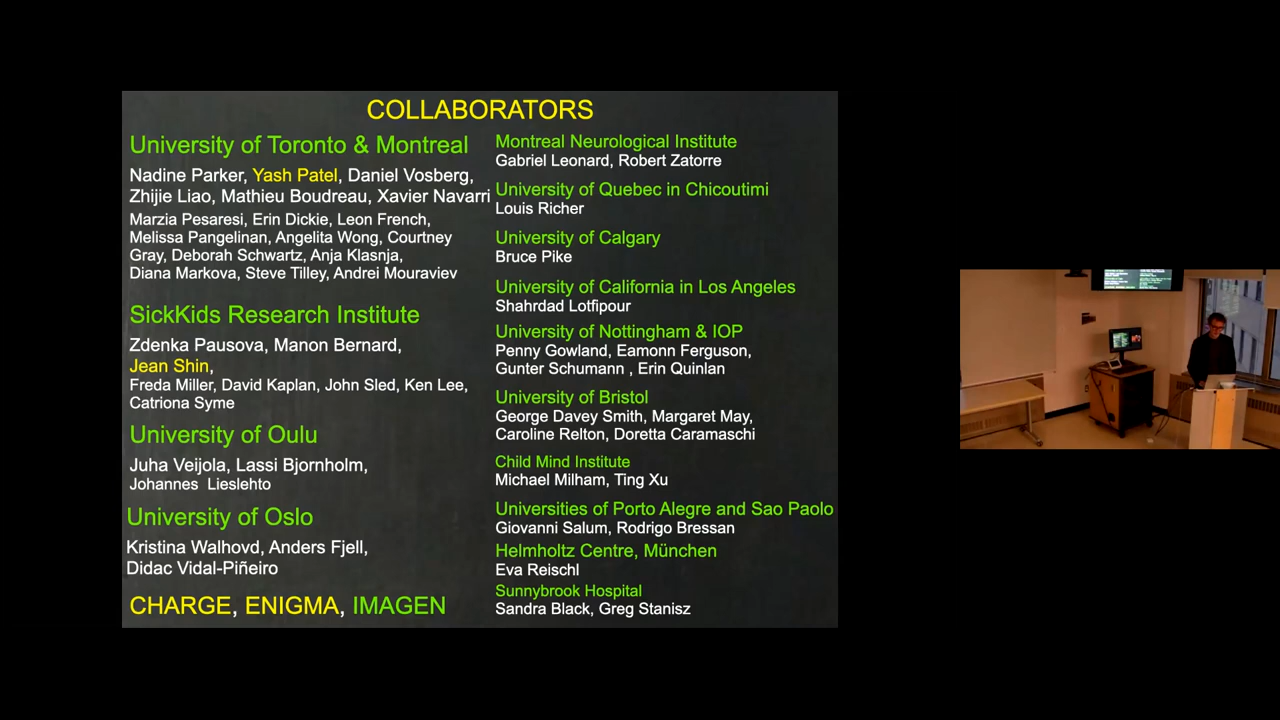 COLLABORATORS
University of Toronto & Montreal
Nadine Parker, Yash Patel, Daniel Vosberg,
Zhijie Liao, Mathieu Boudreau, Xavier Navarri
Marzia Pesaresi, Erin Dickie, Leon French,
Melissa Pangelinan, Angelita Wong, Courtney
Gray, Deborah Schwartz, Anja Klasnja,
Diana Markova, Steve Tilley, Andrei Mouraviev
SickKids Research Institute
Zdenka Pausova, Manon Bernard,
Jean Shin,
Freda Miller, David Kaplan, John Sled, Ken Lee,
Catriona Syme
University of Oulu
Juha Veijola, Lassi Bjornholm,
Johannes Lieslehto
University of Oslo
Kristina Walhovd, Anders Fjell,
Didac Vidal-Piñeiro
CHARGE, ENIGMA, IMAGEN
Montreal Neurological Institute
Gabriel Leonard, Robert Zatorre
University of Quebec in Chicoutimi
Louis Richer
University of Calgary
Bruce Pike
University of California in Los Angeles
Shahrdad Lotfipour
University of Nottingham & IOP
Penny Gowland, Eamonn Ferguson,
Gunter Schumann , Erin Quinlan
University of Bristol
George Davey Smith, Margaret May,
Caroline Relton, Doretta Caramaschi
Child Mind Institute
Michael Milham, Ting Xu
Universities of Porto Alegre and Sao Paolo
Giovanni Salum, Rodrigo Bressan
Helmholtz Centre, München
Eva Reischl
Sunnybrook Hospital
Sandra Black, Greg Stanisz